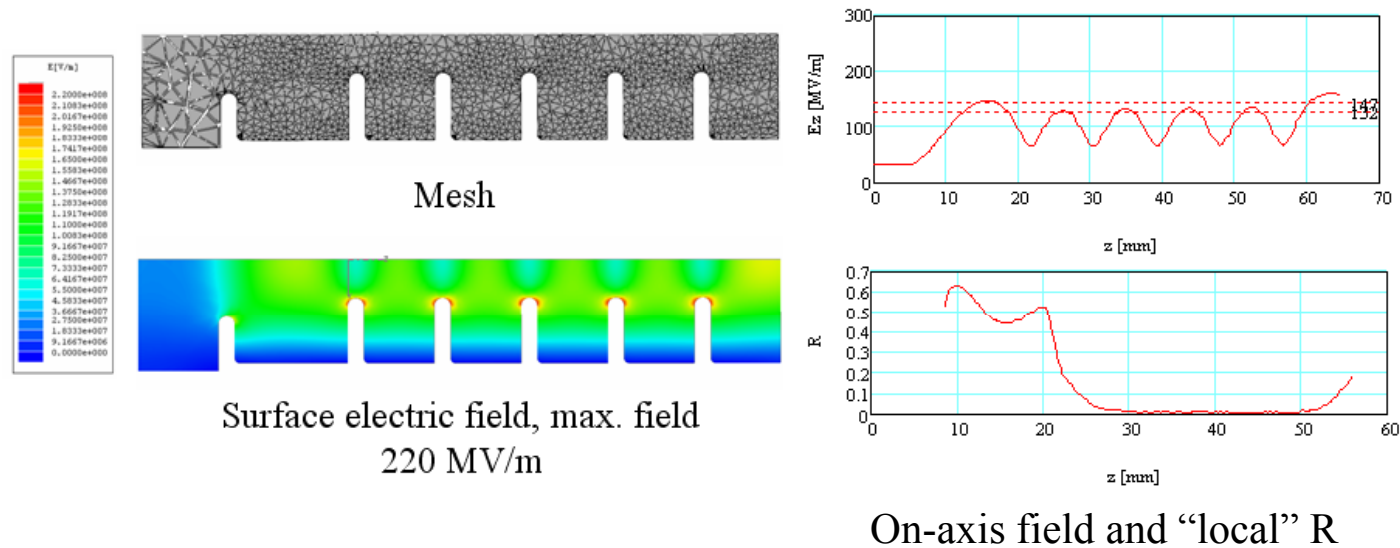 E[V/m]
2.2000e+008
2.1083e+008
2.0167e+008
1.9250e+008
1.8333e+008
1.7417e+008
1.6500e+008
1.5583e+008
1.4667e+008
1.3750e+008
1.2833e+008
1.1917e+008
1.1000e+008
1.0083e+008
9.1667e+007
8.2500e+007
7.3333e+007
6.4167e+007
5.5000e+007
4.5833e+007
3.6667e+007
2.7500e+007
1.8333e+007
9.1667e+006
0.0000e+000
Mesh
Surface electric field, max. field
220 MV/m
300
200
100
0
Ez [MV/m]
147
132
0 10 20 30 40 50 60 70
z [mm]
0.7
0.6
0.5
0.4
0.3
0.2
0.1
0
R
0 10 20 30 40 50 60
z [mm]
On-axis field and “local” R